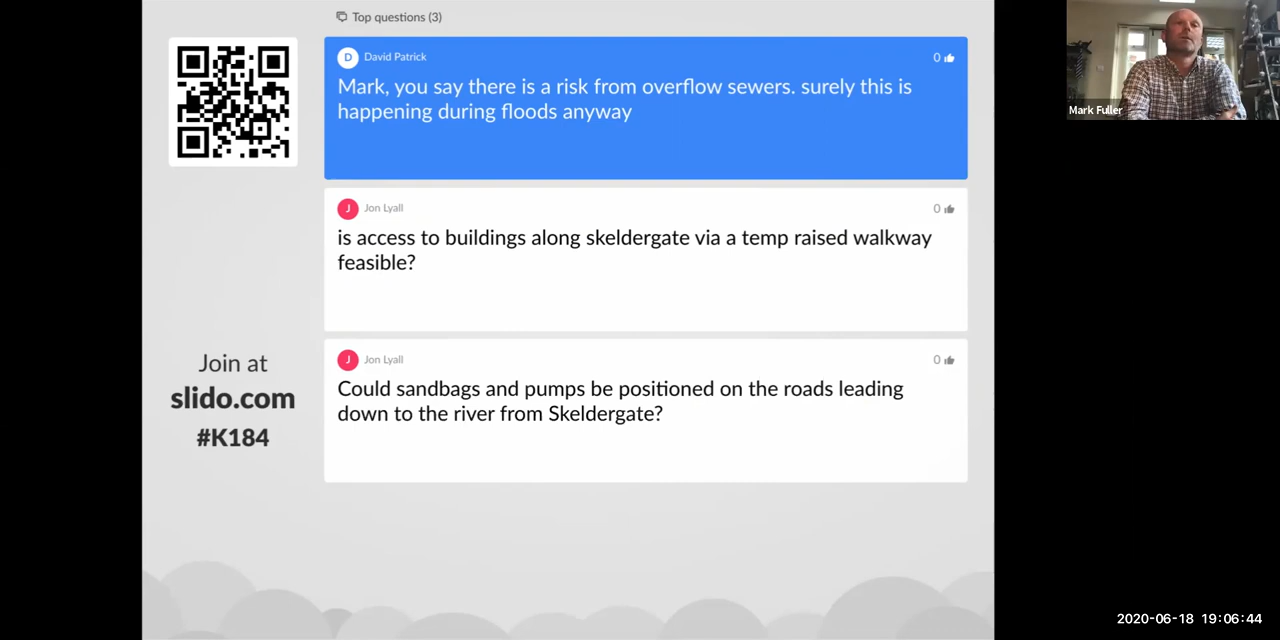 Top questions (3)
D David Patrick
0
Mark, you say there is a risk from overflow sewers. surely this is
happening during floods anyway
J Jon Lyall
0
is access to buildings along skeldergate via a temp raised walkway
feasible?
J Jon Lyall
0
Could sandbags and pumps be positioned on the roads leading
down to the river from Skeldergate?
Join at
slido.com
#K184
Mark Fuller
2020-06-18 19:06:44